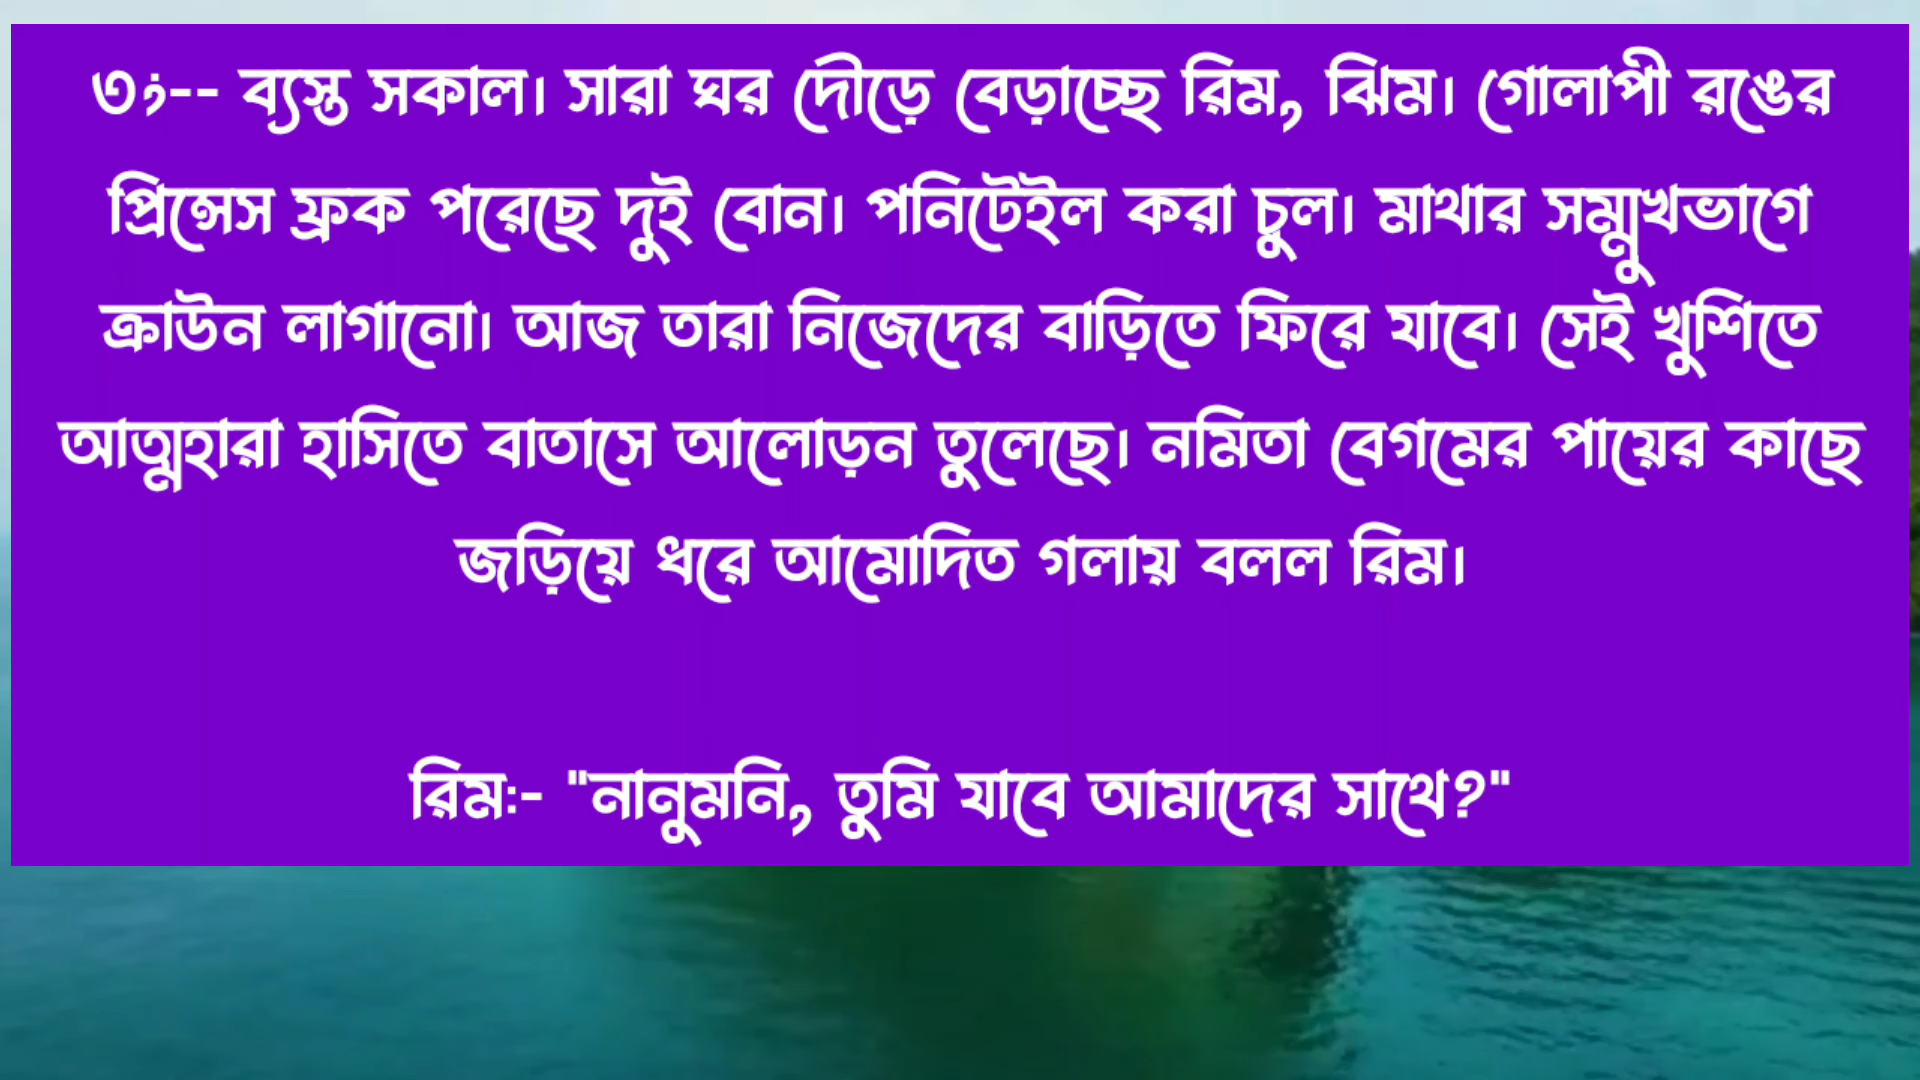 ৩ঃ-- ব্যস্ত সকাল। সারা ঘর দৌড়ে বেড়াচ্ছে রিম, ঝিম। গোলাপী রঙের
প্রিন্সেস ফ্রক পরেছে দুই বোন। পনিটেইল করা চুল। মাথার সম্মুখভাগে
ক্রাউন লাগানো। আজ তারা নিজেদের বাড়িতে ফিরে যাবে। সেই খুশিতে
আত্মহারা হাসিতে বাতাসে আলোড়ন তুলেছে। নমিতা বেগমের পায়ের কাছে
জড়িয়ে ধরে আমোদিত গলায় বলল রিম।
রিমঃ- "নানুমনি, তুমি যাবে আমাদের সাথে?"